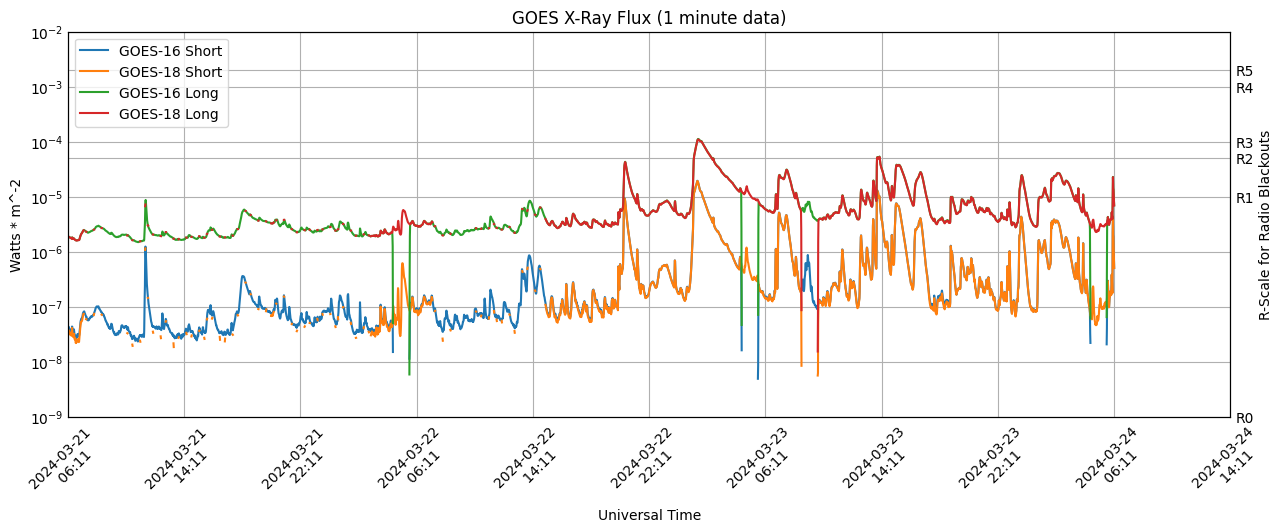 GOES X-Ray Flux (1 minute data)
GOES-16 Short
GOES-18 Short
GOES-16 Long
GOES-18 Long
10^-2
10^-3
10^-4
10^-5
10^-6
10^-7
10^-8
10^-9
Watts * m^-2
R5
R4
R3
R2
R1
R0
R-Scale for Radio Blackouts
2024-03-21
06:11
2024-03-21
14:11
2024-03-21
22:11
2024-03-22
06:11
2024-03-22
14:11
2024-03-22
22:11
2024-03-23
06:11
2024-03-23
14:11
2024-03-23
22:11
2024-03-24
06:11
2024-03-24
14:11
Universal Time